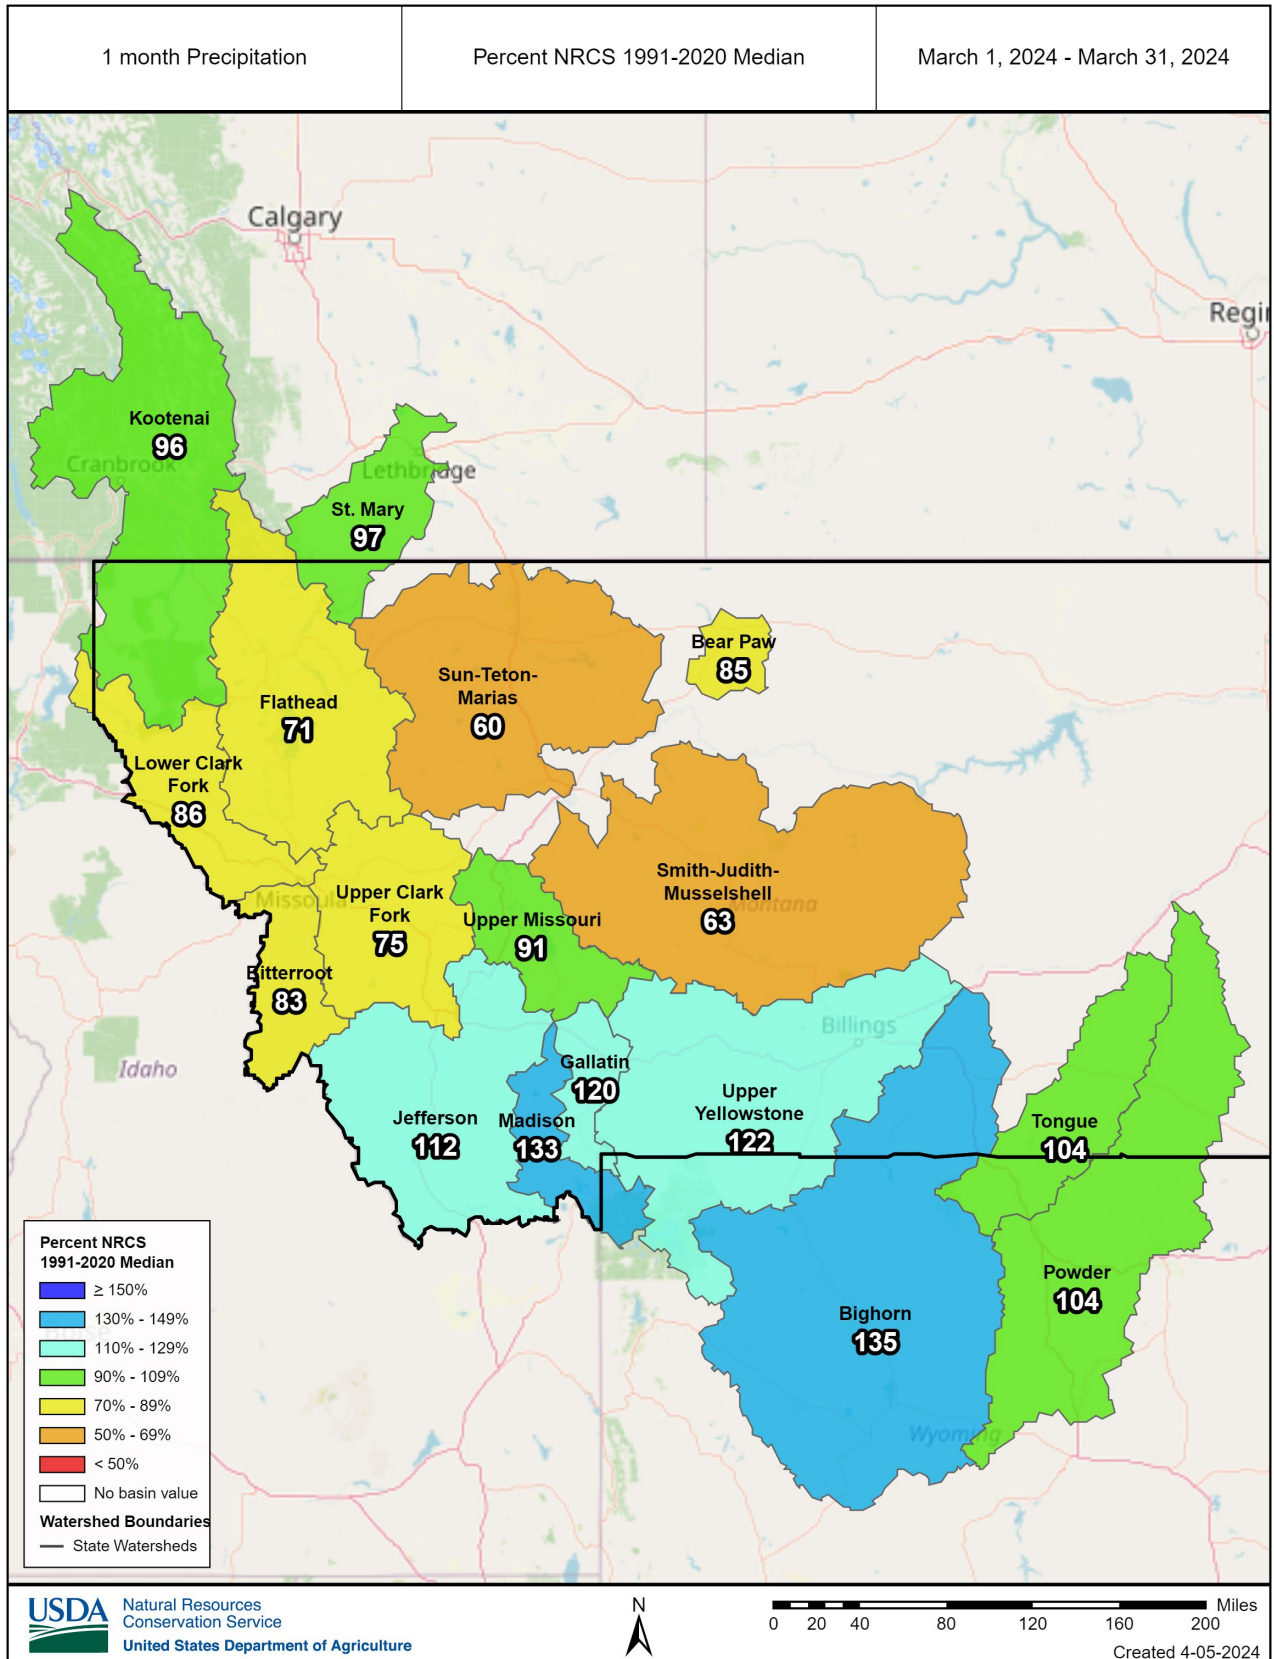 1 month Precipitation
Percent NRCS 1991-2020 Median
March 1, 2024 - March 31, 2024
Calgary
Kootenai
96
Cranbrook
Lethbridge
St. Mary
97
Bear Paw
85
Sun-Teton-
Marias
60
Flathead
71
Lower Clark
Fork
86
Smith-Judith-
Musselshell
63
Montana
Missoula
Upper Clark
Fork
75
Upper Missouri
91
Bitterroot
83
Billings
Idaho
Gallatin
120
Upper
Yellowstone
122
Jefferson
112
Madison
133
Tongue
104
Powder
104
Bighorn
135
Wyoming
Percent NRCS
1991-2020 Median
≥ 150%
130% - 149%
110% - 129%
90% - 109%
70% - 89%
50% - 69%
< 50%
No basin value
Watershed Boundaries
State Watersheds
USDA
Natural Resources
Conservation Service
United States Department of Agriculture
N
Miles
0 20 40 80 120 160 200
Created 4-05-2024